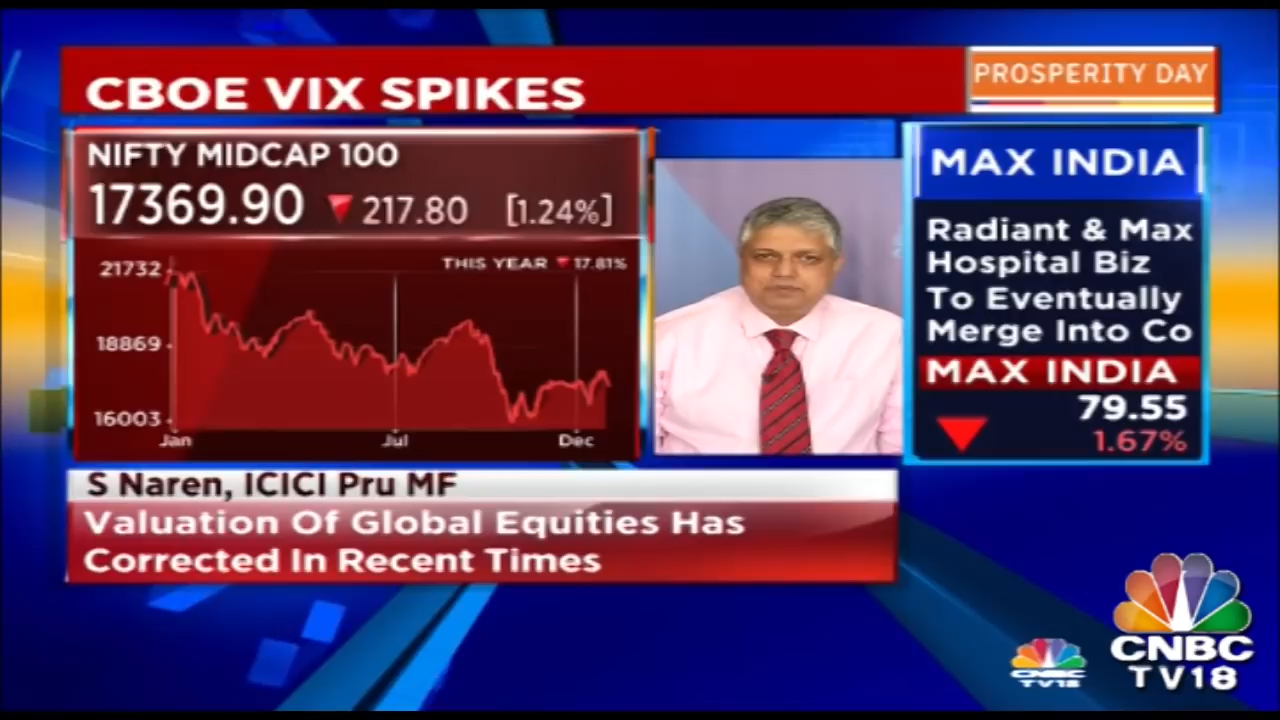 CBOE VIX SPIKES
PROSPERITY DAY
NIFTY MIDCAP 100
17369.90 ▼ 217.80 [1.24%]
THIS YEAR ▼ 17.81%
21732
18869
16003
Jan Jul Dec
MAX INDIA
Radiant & Max
Hospital Biz
To Eventually
Merge Into Co
MAX INDIA
79.55
▼ 1.67%
S Naren, ICICI Pru MF
Valuation Of Global Equities Has
Corrected In Recent Times
CNBC
TV18
CNBC
TV18